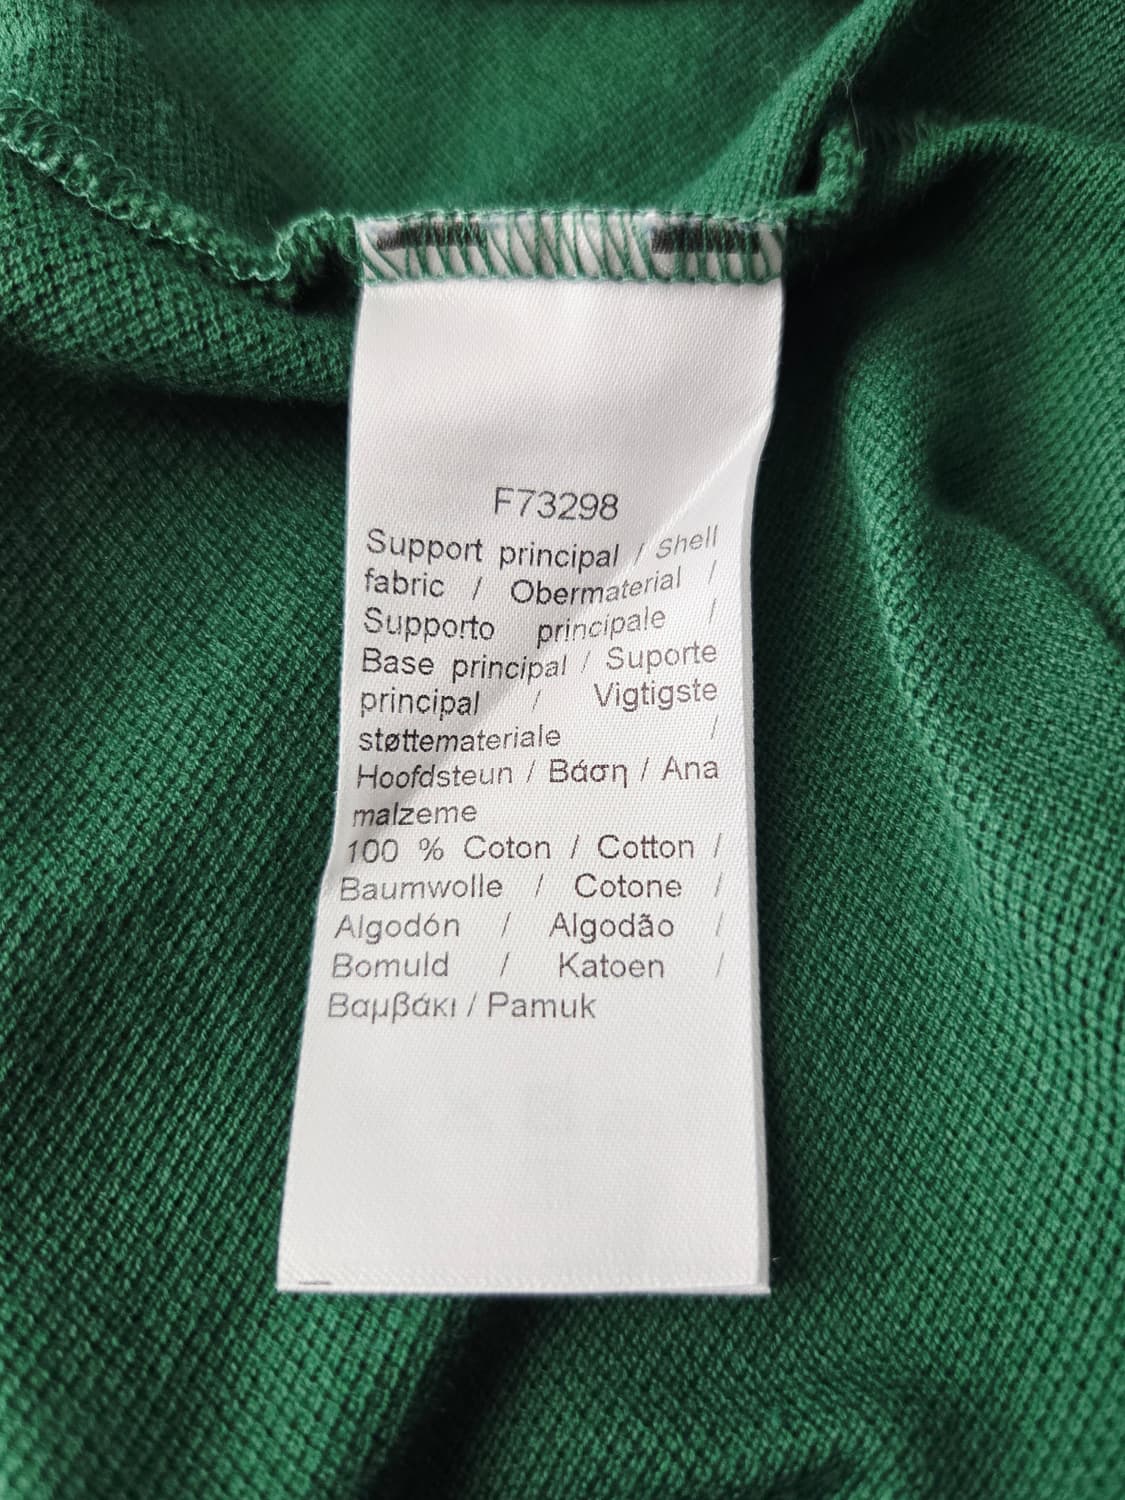 F73298
Support principal / Shell
fabric / Obermaterial /
Supporto principale /
Base principal / Suporte
principal / Vigtigste
støttemateriale /
Hoofdsteun / Βάση / Ana
malzeme
100 % Coton / Cotton /
Baumwolle / Cotone /
Algodón / Algodão /
Bomuld / Katoen /
Βαμβάκι / Pamuk